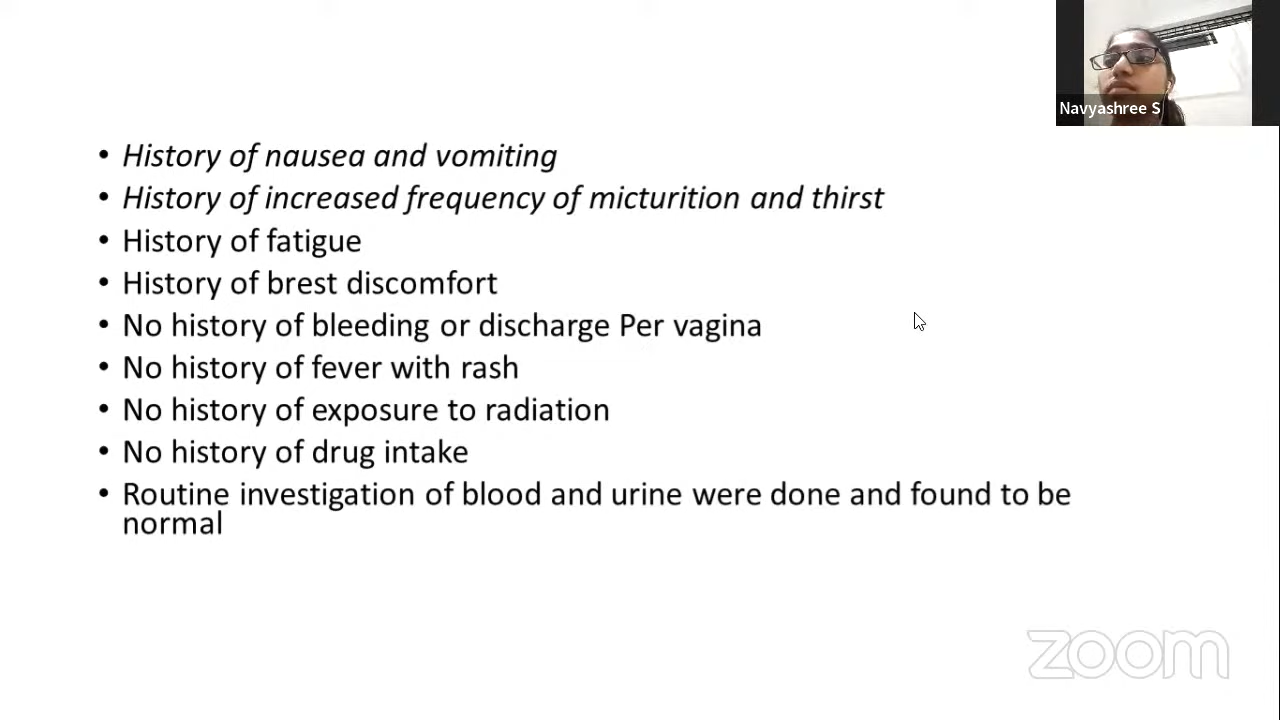 Navyashree S
• History of nausea and vomiting
• History of increased frequency of micturition and thirst
• History of fatigue
• History of brest discomfort
• No history of bleeding or discharge Per vagina
• No history of fever with rash
• No history of exposure to radiation
• No history of drug intake
• Routine investigation of blood and urine were done and found to be
normal
zoom